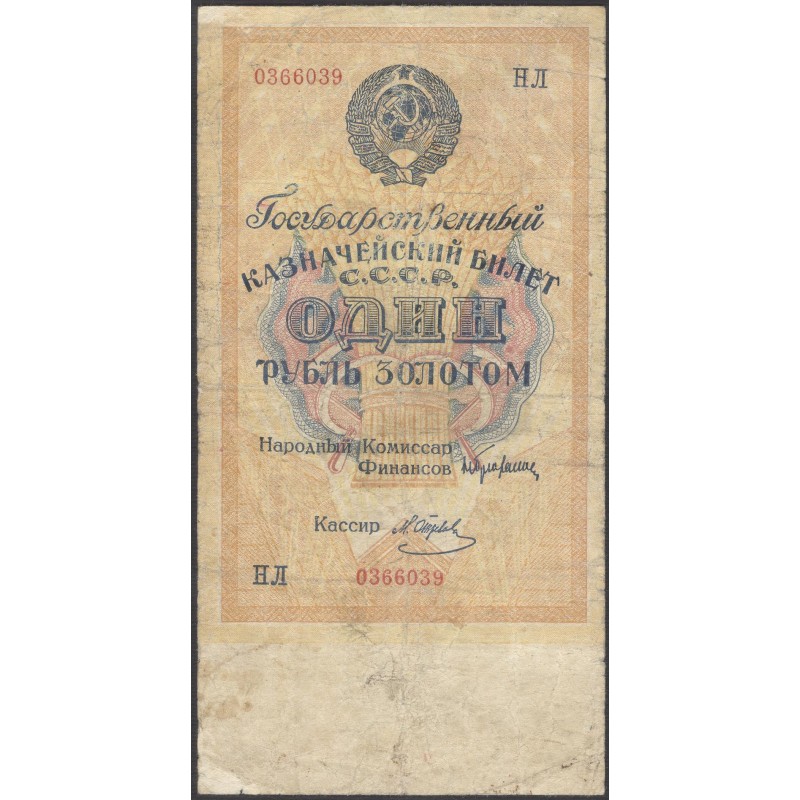 0366039 НЛ
Государственный
КАЗНАЧЕЙСКИЙ БИЛЕТ
С.С.С.Р.
ОДИН
РУБЛЬ ЗОЛОТОМ
Народный Комиссар
Финансов
Кассир
НЛ 0366039